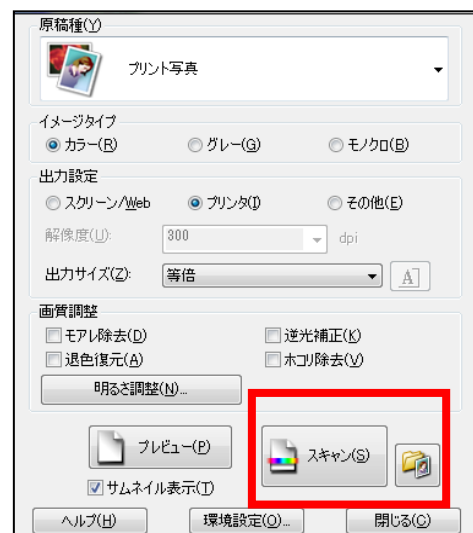 原稿種(Y)
プリント写真
イメージタイプ
カラー(R) グレー(G) モノクロ(B)
出力設定
スクリーン/Web プリンタ(I) その他(E)
解像度(U): 300 dpi
出力サイズ(Z): 等倍 A
画質調整
モアレ除去(D) 逆光補正(K)
退色復元(A) ホコリ除去(V)
明るさ調整(N)...
プレビュー(P) スキャン(S)
サムネイル表示(T)
ヘルプ(H) 環境設定(O)... 閉じる(C)